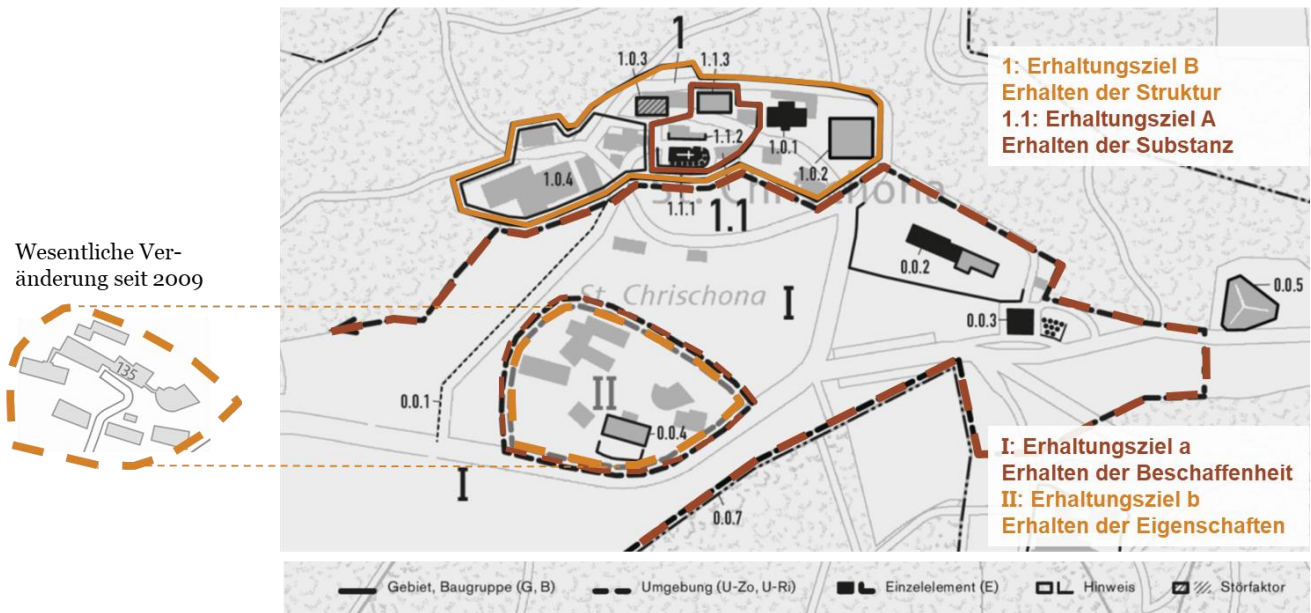 1
1.0.3
1.1.3
1: Erhaltungsziel B
Erhalten der Struktur
1.1: Erhaltungsziel A
Erhalten der Substanz
1.1.2
1.0.1
1.0.2
1.0.4
St. Chrischona
1.1.1
1.1
Wesentliche Ver-
änderung seit 2009
0.0.2
0.0.5
St. Chrischona
I
0.0.3
135
II
0.0.1
0.0.4
I
0.0.7
I: Erhaltungsziel a
Erhalten der Beschaffenheit
II: Erhaltungsziel b
Erhalten der Eigenschaften
Gebiet, Baugruppe (G, B) Umgebung (U-Zo, U-Ri) Einzelelement (E) Hinweis Störfaktor